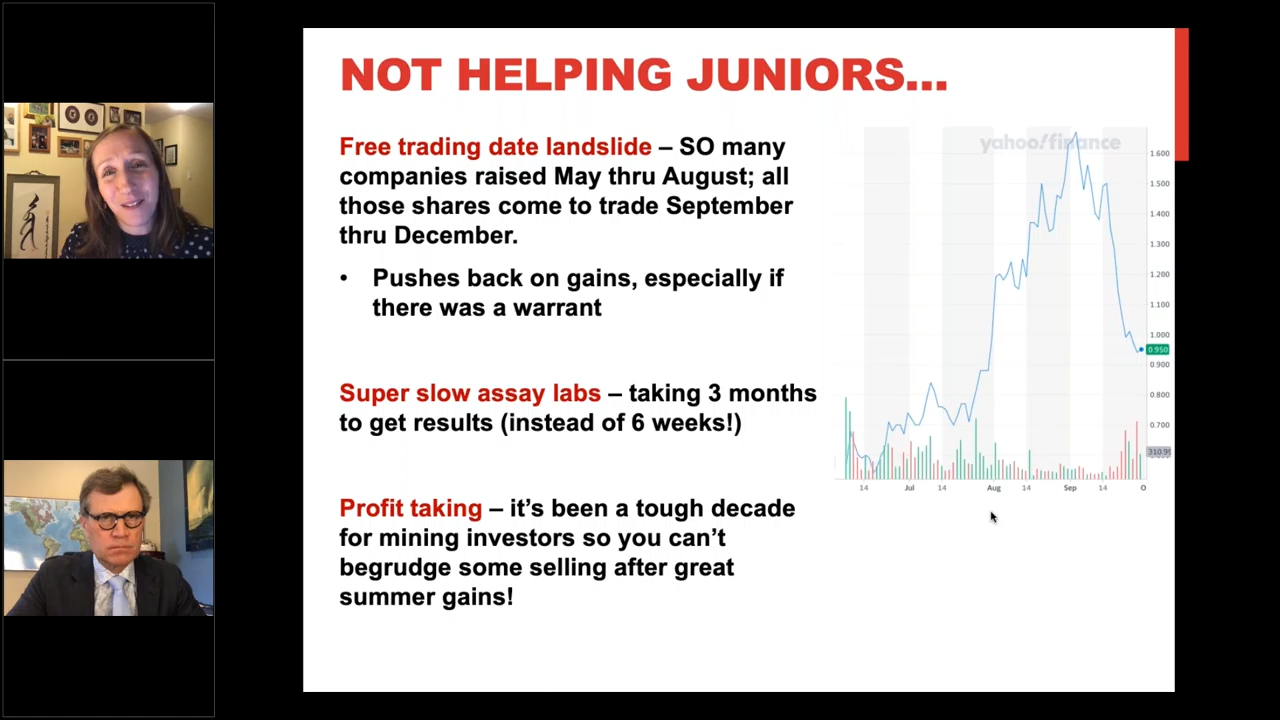 NOT HELPING JUNIORS...
Free trading date landslide – SO many
companies raised May thru August; all
those shares come to trade September
thru December.
• Pushes back on gains, especially if
there was a warrant
Super slow assay labs – taking 3 months
to get results (instead of 6 weeks!)
Profit taking – it’s been a tough decade
for mining investors so you can’t
begrudge some selling after great
summer gains!
yahoo!finance
1.600
1.500
1.400
1.300
1.200
1.100
1.000
0.950
0.900
0.800
0.700
14 Jul 14 Aug 14 Sep 14 O